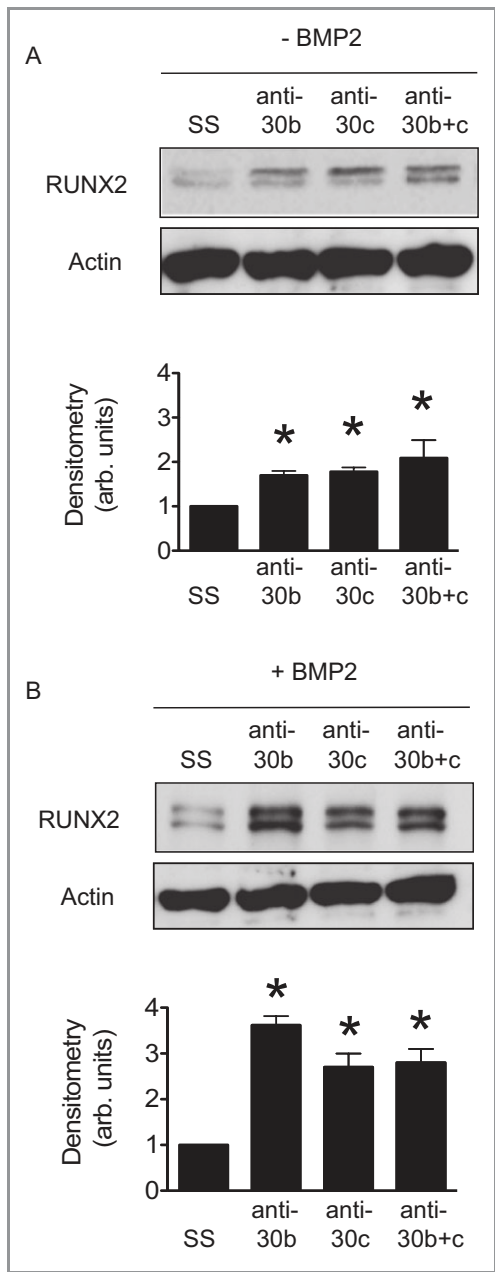 A
- BMP2
SS anti-30b anti-30c anti-30b+c
RUNX2
Actin
Densitometry (arb. units)
4
3
2
1
0
* * *
SS anti-30b anti-30c anti-30b+c
B
+ BMP2
SS anti-30b anti-30c anti-30b+c
RUNX2
Actin
Densitometry (arb. units)
4
3
2
1
0
* * *
SS anti-30b anti-30c anti-30b+c